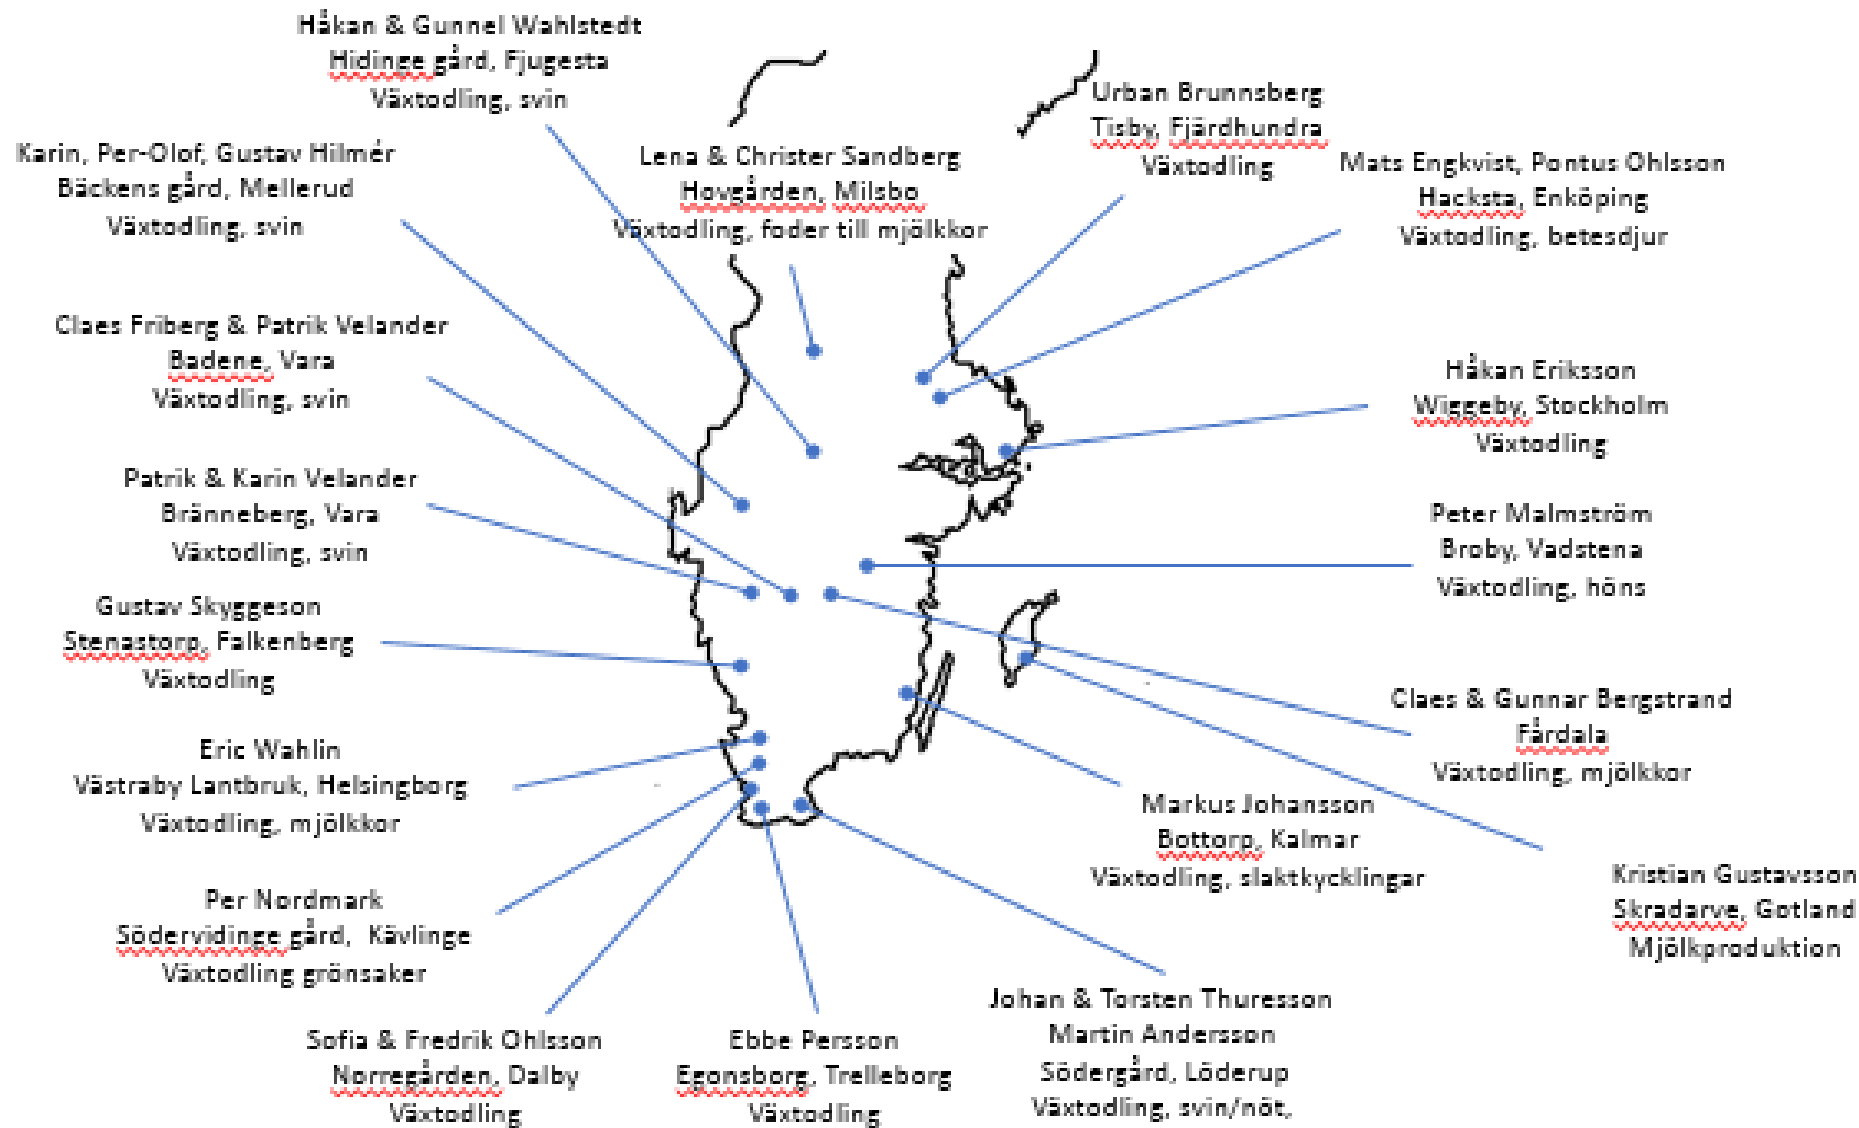 Håkan & Gunnel Wahlstedt
Hidinge gård, Fjugesta
Växtodling, svin
Urban Brunnsberg
Tisby, Fjärdhundra
Växtodling
Karin, Per-Olof, Gustav Hilmér
Bäckens gård, Mellerud
Växtodling, svin
Lena & Christer Sandberg
Hovgården, Milsbo
Växtodling, foder till mjölkkor
Mats Engkvist, Pontus Ohlsson
Hacksta, Enköping
Växtodling, betesdjur
Claes Friberg & Patrik Velander
Badene, Vara
Växtodling, svin
Håkan Eriksson
Wiggeby, Stockholm
Växtodling
Patrik & Karin Velander
Bränneberg, Vara
Växtodling, svin
Peter Malmström
Broby, Vadstena
Växtodling, höns
Gustav Skyggeson
Stenastorp, Falkenberg
Växtodling
Claes & Gunnar Bergstrand
Fårdala
Växtodling, mjölkkor
Eric Wahlin
Västraby Lantbruk, Helsingborg
Växtodling, mjölkkor
Markus Johansson
Bottorp, Kalmar
Växtodling, slaktkycklingar
Kristian Gustavsson
Skradarve, Gotland
Mjölkproduktion
Per Nordmark
Södervidinge gård, Kävlinge
Växtodling grönsaker
Sofia & Fredrik Ohlsson
Norregården, Dalby
Växtodling
Ebbe Persson
Egonsborg, Trelleborg
Växtodling
Johan & Torsten Thuresson
Martin Andersson
Södergård, Löderup
Växtodling, svin/nöt,